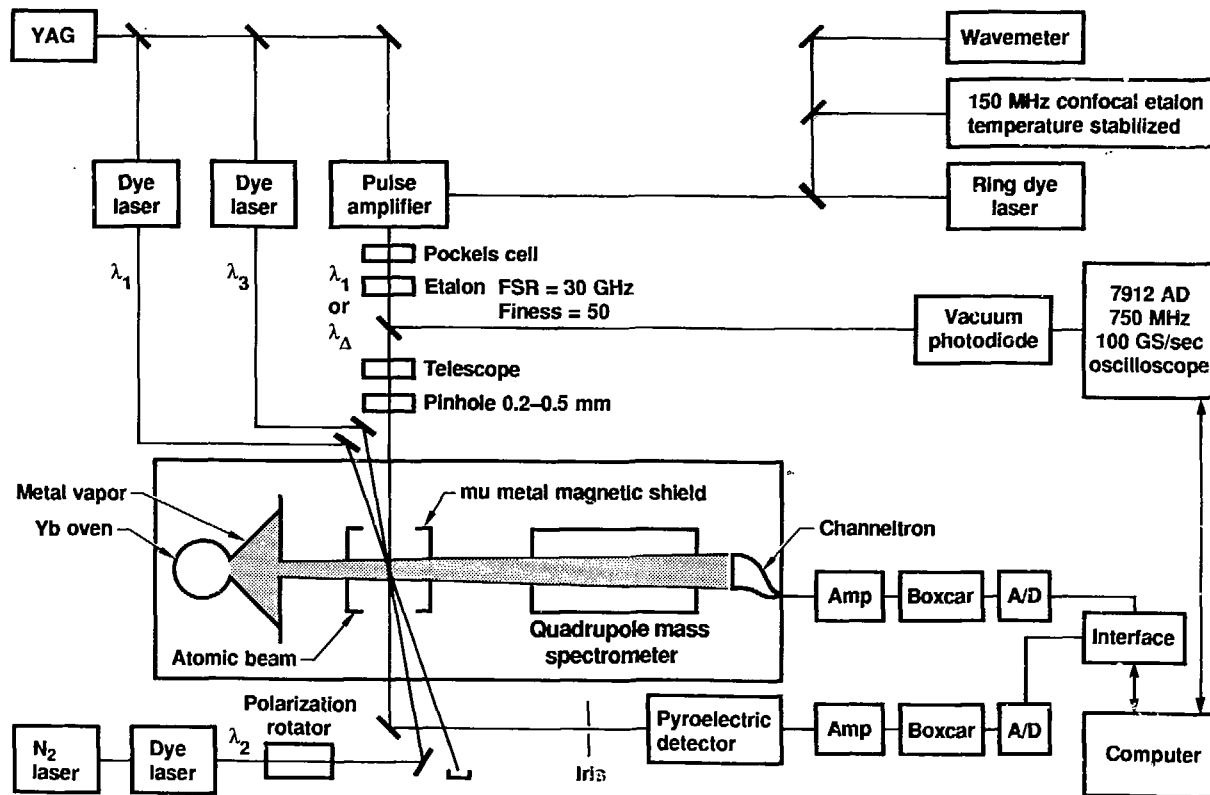 YAG
Wavemeter
150 MHz confocal etalon
temperature stabilized
Dye
laser
Dye
laser
Pulse
amplifier
Ring dye
laser
Pockels cell
λ1
λ3
λ1
or
λΔ
Etalon FSR = 30 GHz
Finess = 50
Vacuum
photodiode
7912 AD
750 MHz
100 GS/sec
oscilloscope
Telescope
Pinhole 0.2–0.5 mm
Metal vapor
mu metal magnetic shield
Yb oven
Channeltron
Amp
Boxcar
A/D
Interface
Quadrupole mass
spectrometer
Atomic beam
Polarization
rotator
N2
laser
Dye
laser
λ2
Iris
Pyroelectric
detector
Amp
Boxcar
A/D
Computer